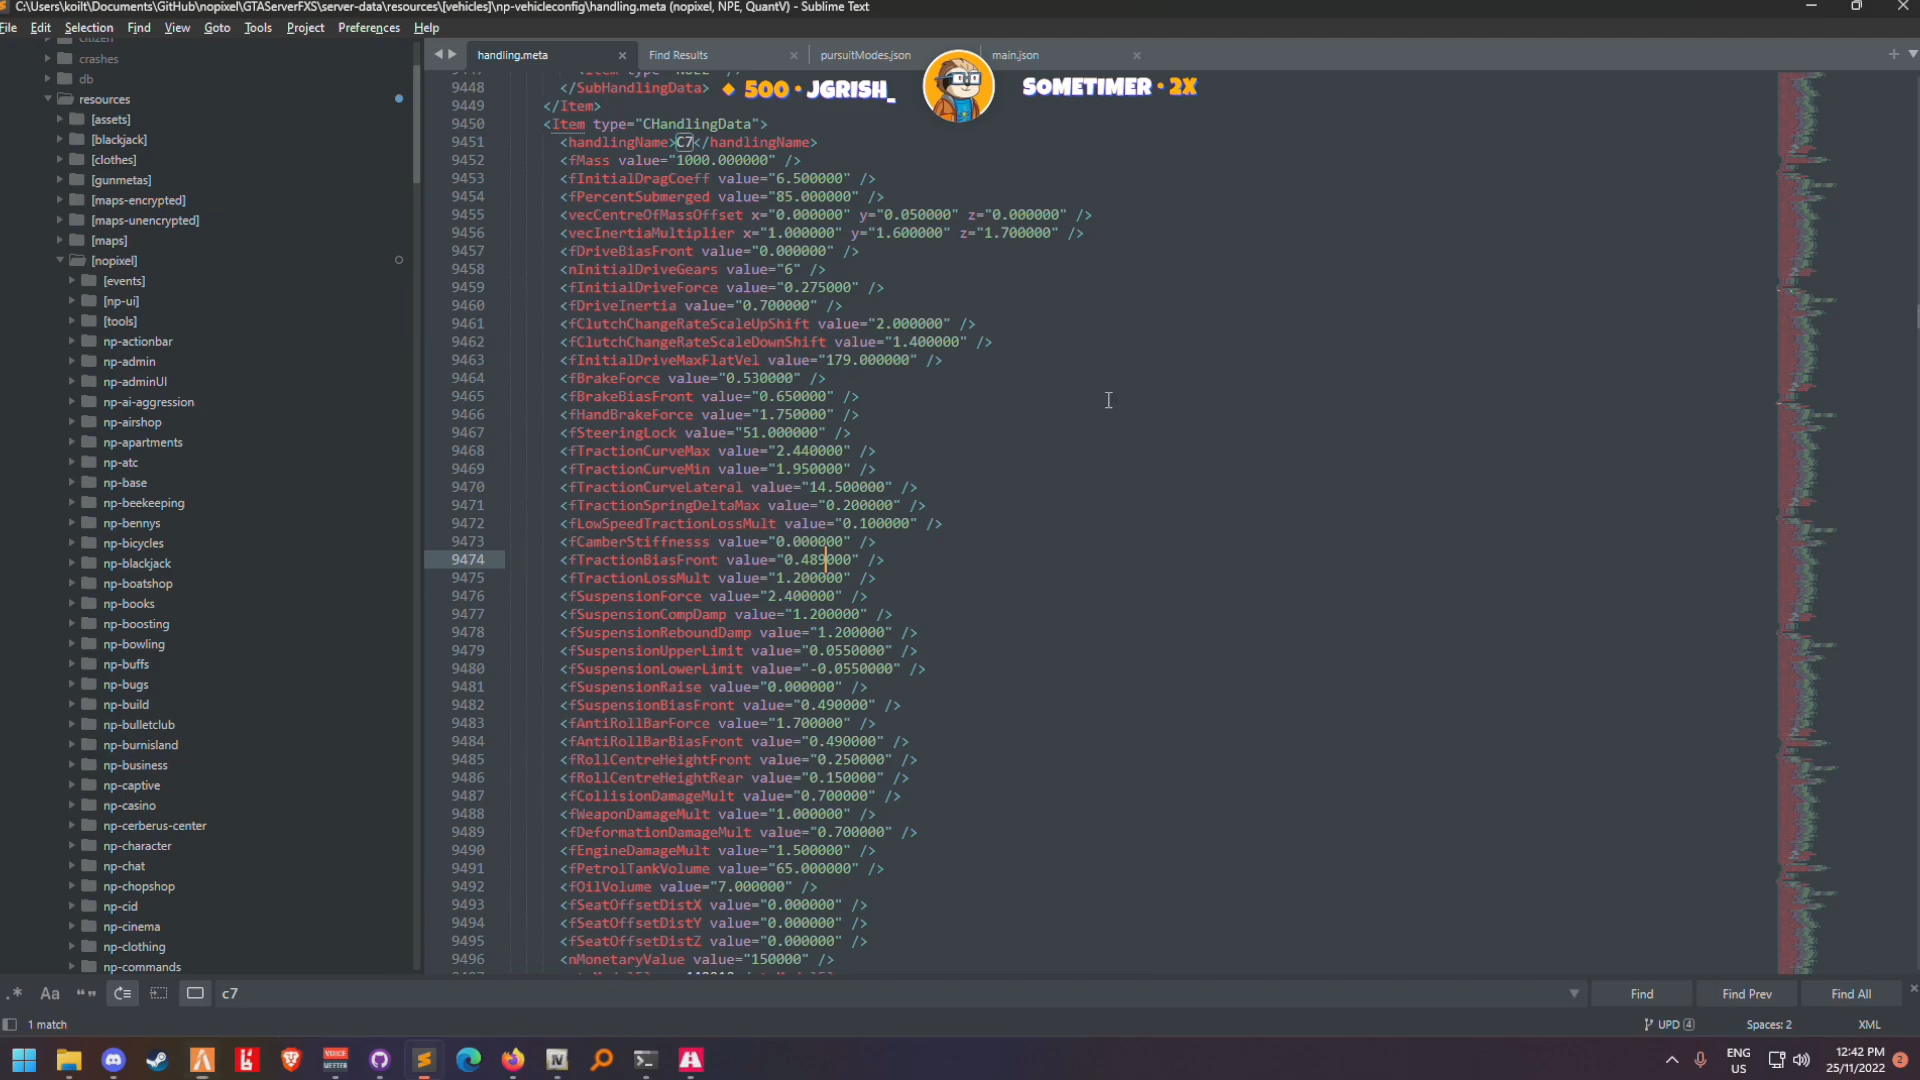 C:\Users\koilt\Documents\GitHub\nopixel\GTAServerFXS\server-data\resources\[vehicles]\np-vehicleconfig\handling.meta (nopixel, NPE, QuantV) - Sublime Text
File Edit Selection Find View Goto Tools Project Preferences Help
citizen
crashes
db
resources
[assets]
[blackjack]
[clothes]
[gunmetas]
[maps-encrypted]
[maps-unencrypted]
[maps]
[nopixel]
[events]
[np-ui]
[tools]
np-actionbar
np-admin
np-adminUI
np-ai-aggression
np-airshop
np-apartments
np-atc
np-base
np-beekeeping
np-bennys
np-bicycles
np-blackjack
np-boatshop
np-books
np-boosting
np-bowling
np-buffs
np-bugs
np-build
np-bulletclub
np-burnisland
np-business
np-captive
np-casino
np-cerberus-center
np-character
np-chat
np-chopshop
np-cid
np-cinema
np-clothing
np-commands
handling.meta Find Results pursuitModes.json main.json
500 · JGRISH_ SOMETIMER · 2X
9448 </SubHandlingData>
9449 </Item>
9450 <Item type="CHandlingData">
9451 <handlingName>C7</handlingName>
9452 <fMass value="1000.000000" />
9453 <fInitialDragCoeff value="6.500000" />
9454 <fPercentSubmerged value="85.000000" />
9455 <vecCentreOfMassOffset x="0.000000" y="0.050000" z="0.000000" />
9456 <vecInertiaMultiplier x="1.000000" y="1.600000" z="1.700000" />
9457 <fDriveBiasFront value="0.000000" />
9458 <nInitialDriveGears value="6" />
9459 <fInitialDriveForce value="0.275000" />
9460 <fDriveInertia value="0.700000" />
9461 <fClutchChangeRateScaleUpShift value="2.000000" />
9462 <fClutchChangeRateScaleDownShift value="1.400000" />
9463 <fInitialDriveMaxFlatVel value="179.000000" />
9464 <fBrakeForce value="0.530000" />
9465 <fBrakeBiasFront value="0.650000" />
9466 <fHandBrakeForce value="1.750000" />
9467 <fSteeringLock value="51.000000" />
9468 <fTractionCurveMax value="2.440000" />
9469 <fTractionCurveMin value="1.950000" />
9470 <fTractionCurveLateral value="14.500000" />
9471 <fTractionSpringDeltaMax value="0.200000" />
9472 <fLowSpeedTractionLossMult value="0.100000" />
9473 <fCamberStiffnesss value="0.000000" />
9474 <fTractionBiasFront value="0.489000" />
9475 <fTractionLossMult value="1.200000" />
9476 <fSuspensionForce value="2.400000" />
9477 <fSuspensionCompDamp value="1.200000" />
9478 <fSuspensionReboundDamp value="1.200000" />
9479 <fSuspensionUpperLimit value="0.0550000" />
9480 <fSuspensionLowerLimit value="-0.0550000" />
9481 <fSuspensionRaise value="0.000000" />
9482 <fSuspensionBiasFront value="0.490000" />
9483 <fAntiRollBarForce value="1.700000" />
9484 <fAntiRollBarBiasFront value="0.490000" />
9485 <fRollCentreHeightFront value="0.250000" />
9486 <fRollCentreHeightRear value="0.150000" />
9487 <fCollisionDamageMult value="0.700000" />
9488 <fWeaponDamageMult value="1.000000" />
9489 <fDeformationDamageMult value="0.700000" />
9490 <fEngineDamageMult value="1.500000" />
9491 <fPetrolTankVolume value="65.000000" />
9492 <fOilVolume value="7.000000" />
9493 <fSeatOffsetDistX value="0.000000" />
9494 <fSeatOffsetDistY value="0.000000" />
9495 <fSeatOffsetDistZ value="0.000000" />
9496 <nMonetaryValue value="150000" />
.* Aa “ ” c7 Find Find Prev Find All
1 match UPD 4 Spaces: 2 XML
VOICE MEETER
ENG
US
12:42 PM
25/11/2022
2